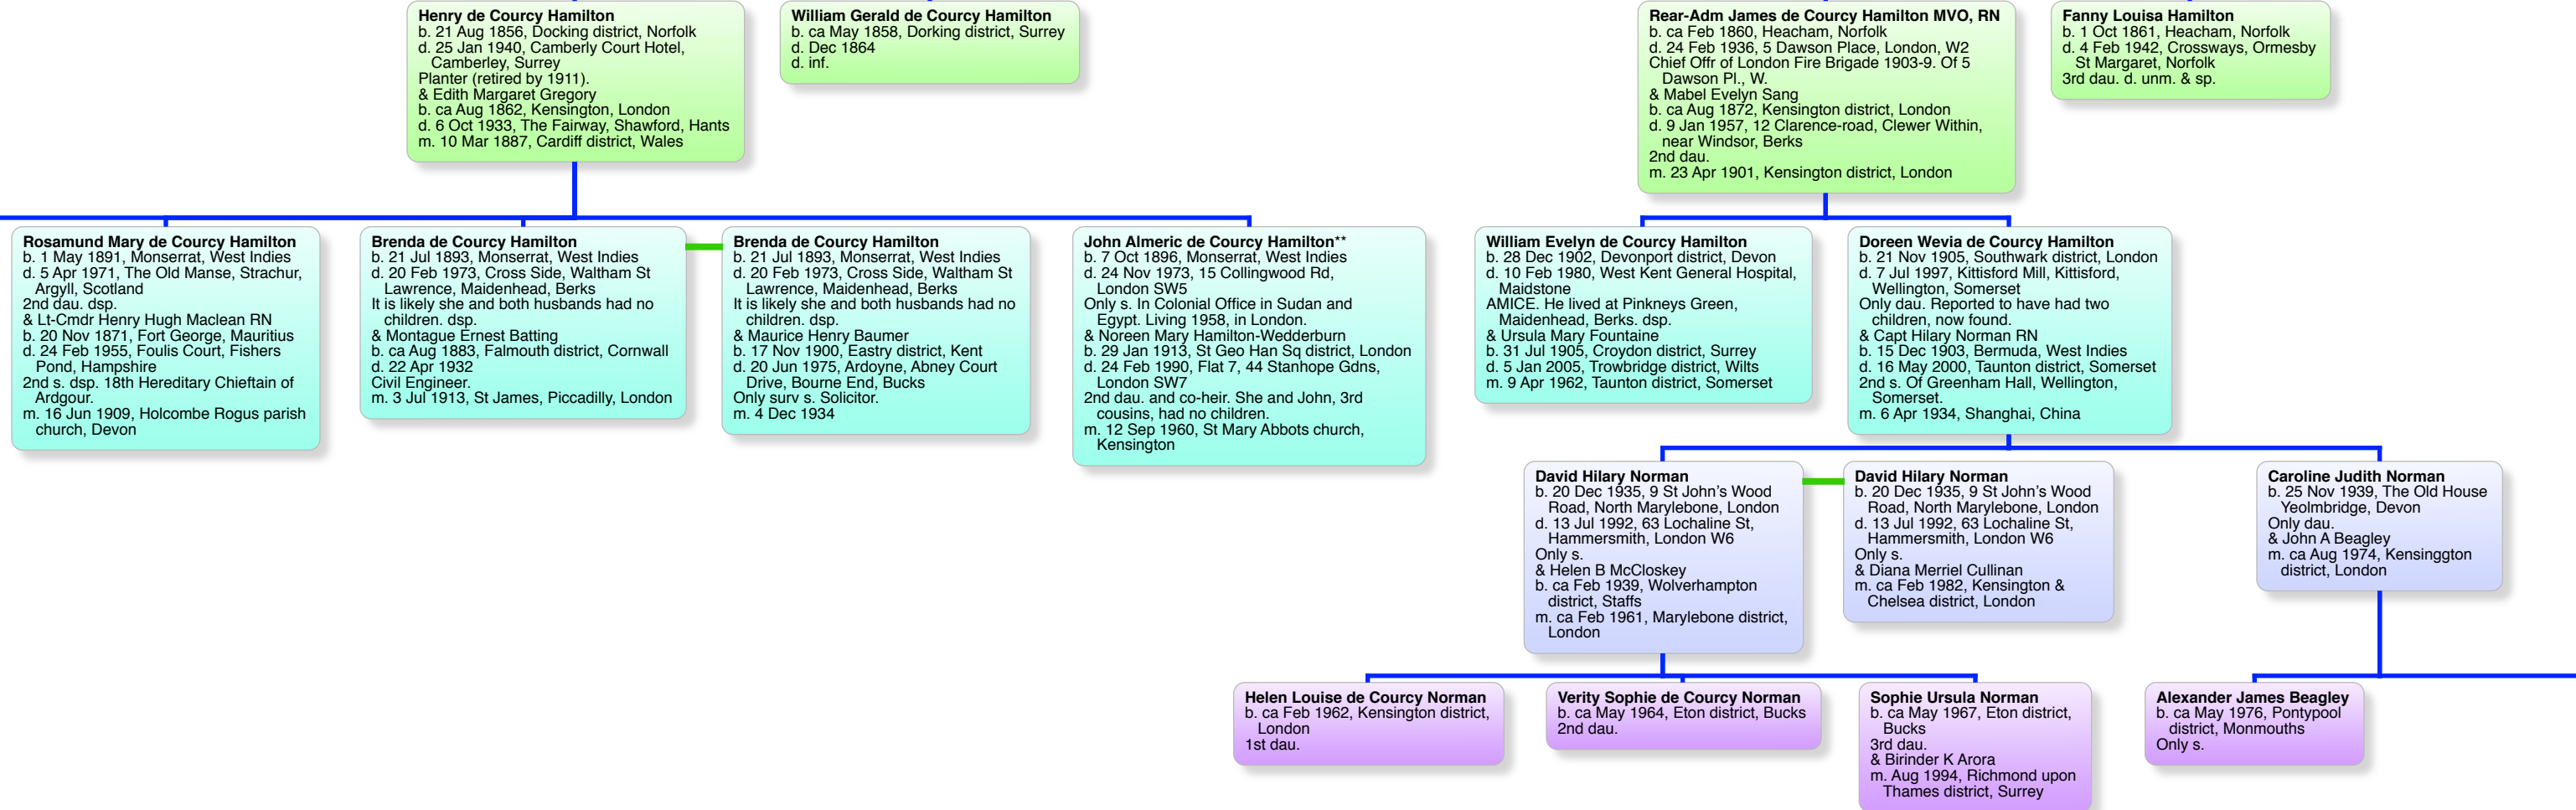 Henry de Courcy Hamilton
b. 21 Aug 1856, Docking district, Norfolk
d. 25 Jan 1940, Camberly Court Hotel,
Camberley, Surrey
Planter (retired by 1911).
& Edith Margaret Gregory
b. ca Aug 1862, Kensington, London
d. 6 Oct 1933, The Fairway, Shawford, Hants
m. 10 Mar 1887, Cardiff district, Wales
William Gerald de Courcy Hamilton
b. ca May 1858, Dorking district, Surrey
d. Dec 1864
d. inf.
Rear-Adm James de Courcy Hamilton MVO, RN
b. ca Feb 1860, Heacham, Norfolk
d. 24 Feb 1936, 5 Dawson Place, London, W2
Chief Offr of London Fire Brigade 1903-9. Of 5
Dawson Pl., W.
& Mabel Evelyn Sang
b. ca Aug 1872, Kensington district, London
d. 9 Jan 1957, 12 Clarence-road, Clewer Within,
near Windsor, Berks
2nd dau.
m. 23 Apr 1901, Kensington district, London
Fanny Louisa Hamilton
b. 1 Oct 1861, Heacham, Norfolk
d. 4 Feb 1942, Crossways, Ormesby
St Margaret, Norfolk
3rd dau. d. unm. & sp.
Rosamund Mary de Courcy Hamilton
b. 1 May 1891, Monserrat, West Indies
d. 5 Apr 1971, The Old Manse, Strachur,
Argyll, Scotland
2nd dau. dsp.
& Lt-Cmdr Henry Hugh Maclean RN
b. 20 Nov 1871, Fort George, Mauritius
d. 24 Feb 1955, Foulis Court, Fishers
Pond, Hampshire
2nd s. dsp. 18th Hereditary Chieftain of
Ardgour.
m. 16 Jun 1909, Holcombe Rogus parish
church, Devon
Brenda de Courcy Hamilton
b. 21 Jul 1893, Monserrat, West Indies
d. 20 Feb 1973, Cross Side, Waltham St
Lawrence, Maidenhead, Berks
It is likely she and both husbands had no
children. dsp.
& Montague Ernest Batting
b. ca Aug 1883, Falmouth district, Cornwall
d. 22 Apr 1932
Civil Engineer.
m. 3 Jul 1913, St James, Piccadilly, London
Brenda de Courcy Hamilton
b. 21 Jul 1893, Monserrat, West Indies
d. 20 Feb 1973, Cross Side, Waltham St
Lawrence, Maidenhead, Berks
It is likely she and both husbands had no
children. dsp.
& Maurice Henry Baumer
b. 17 Nov 1900, Eastry district, Kent
d. 20 Jun 1975, Ardoyne, Abney Court
Drive, Bourne End, Bucks
Only surv s. Solicitor.
m. 4 Dec 1934
John Almeric de Courcy Hamilton**
b. 7 Oct 1896, Monserrat, West Indies
d. 24 Nov 1973, 15 Collingwood Rd,
London SW5
Only s. In Colonial Office in Sudan and
Egypt. Living 1958, in London.
& Noreen Mary Hamilton-Wedderburn
b. 29 Jan 1913, St Geo Han Sq district, London
d. 24 Feb 1990, Flat 7, 44 Stanhope Gdns,
London SW7
2nd dau. and co-heir. She and John, 3rd
cousins, had no children.
m. 12 Sep 1960, St Mary Abbots church,
Kensington
William Evelyn de Courcy Hamilton
b. 28 Dec 1902, Devonport district, Devon
d. 10 Feb 1980, West Kent General Hospital,
Maidstone
AMICE. He lived at Pinkneys Green,
Maidenhead, Berks. dsp.
& Ursula Mary Fountaine
b. 31 Jul 1905, Croydon district, Surrey
d. 5 Jan 2005, Trowbridge district, Wilts
m. 9 Apr 1962, Taunton district, Somerset
Doreen Wevia de Courcy Hamilton
b. 21 Nov 1905, Southwark district, London
d. 7 Jul 1997, Kittisford Mill, Kittisford,
Wellington, Somerset
Only dau. Reported to have had two
children, now found.
& Capt Hilary Norman RN
b. 15 Dec 1903, Bermuda, West Indies
d. 16 May 2000, Taunton district, Somerset
2nd s. Of Greenham Hall, Wellington,
Somerset.
m. 6 Apr 1934, Shanghai, China
David Hilary Norman
b. 20 Dec 1935, 9 St John's Wood
Road, North Marylebone, London
d. 13 Jul 1992, 63 Lochaline St,
Hammersmith, London W6
Only s.
& Helen B McCloskey
b. ca Feb 1939, Wolverhampton
district, Staffs
m. ca Feb 1961, Marylebone district,
London
David Hilary Norman
b. 20 Dec 1935, 9 St John's Wood
Road, North Marylebone, London
d. 13 Jul 1992, 63 Lochaline St,
Hammersmith, London W6
Only s.
& Diana Merriel Cullinan
m. ca Feb 1982, Kensington &
Chelsea district, London
Caroline Judith Norman
b. 25 Nov 1939, The Old House
Yeolmbridge, Devon
Only dau.
& John A Beagley
m. ca Aug 1974, Kensinggton
district, London
Helen Louise de Courcy Norman
b. ca Feb 1962, Kensington district,
London
1st dau.
Verity Sophie de Courcy Norman
b. ca May 1964, Eton district, Bucks
2nd dau.
Sophie Ursula Norman
b. ca May 1967, Eton district,
Bucks
3rd dau.
& Birinder K Arora
m. Aug 1994, Richmond upon
Thames district, Surrey
Alexander James Beagley
b. ca May 1976, Pontypool
district, Monmouths
Only s.